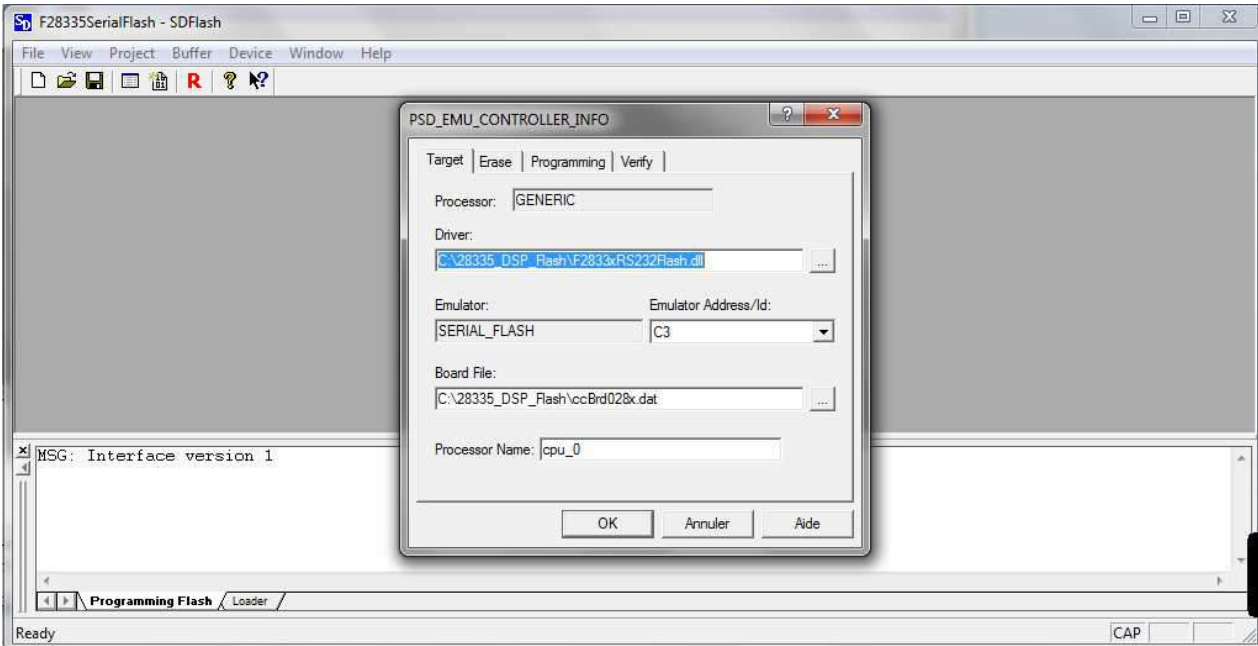 F28335SerialFlash - SDFlash
File View Project Buffer Device Window Help
R ? ?
PSD_EMU_CONTROLLER_INFO
Target Erase Programming Verify
Processor: GENERIC
Driver:
C:\28335_DSP_Flash\F2833xRS232Flash.dll
...
Emulator: Emulator Address/Id:
SERIAL_FLASH C3
Board File:
C:\28335_DSP_Flash\ccBrd028x.dat
...
Processor Name: cpu_0
OK Annuler Aide
MSG: Interface version 1
Programming Flash Loader
Ready CAP